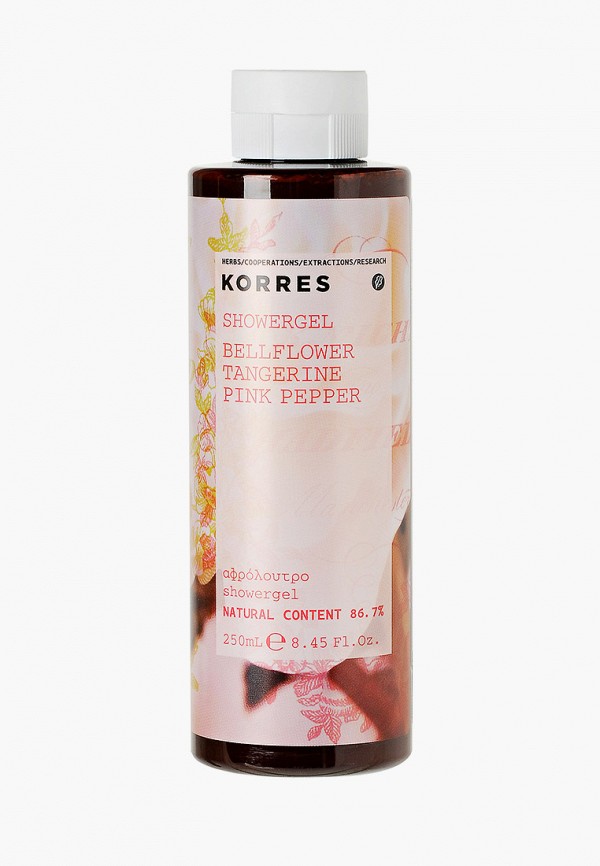 HERBS/COOPERATIONS/EXTRACTIONS/RESEARCH
KORRES
SHOWERGEL
BELLFLOWER
TANGERINE
PINK PEPPER
αφρόλουτρο
showergel
NATURAL CONTENT 86.7%
250mL ℮ 8.45 Fl.Oz.